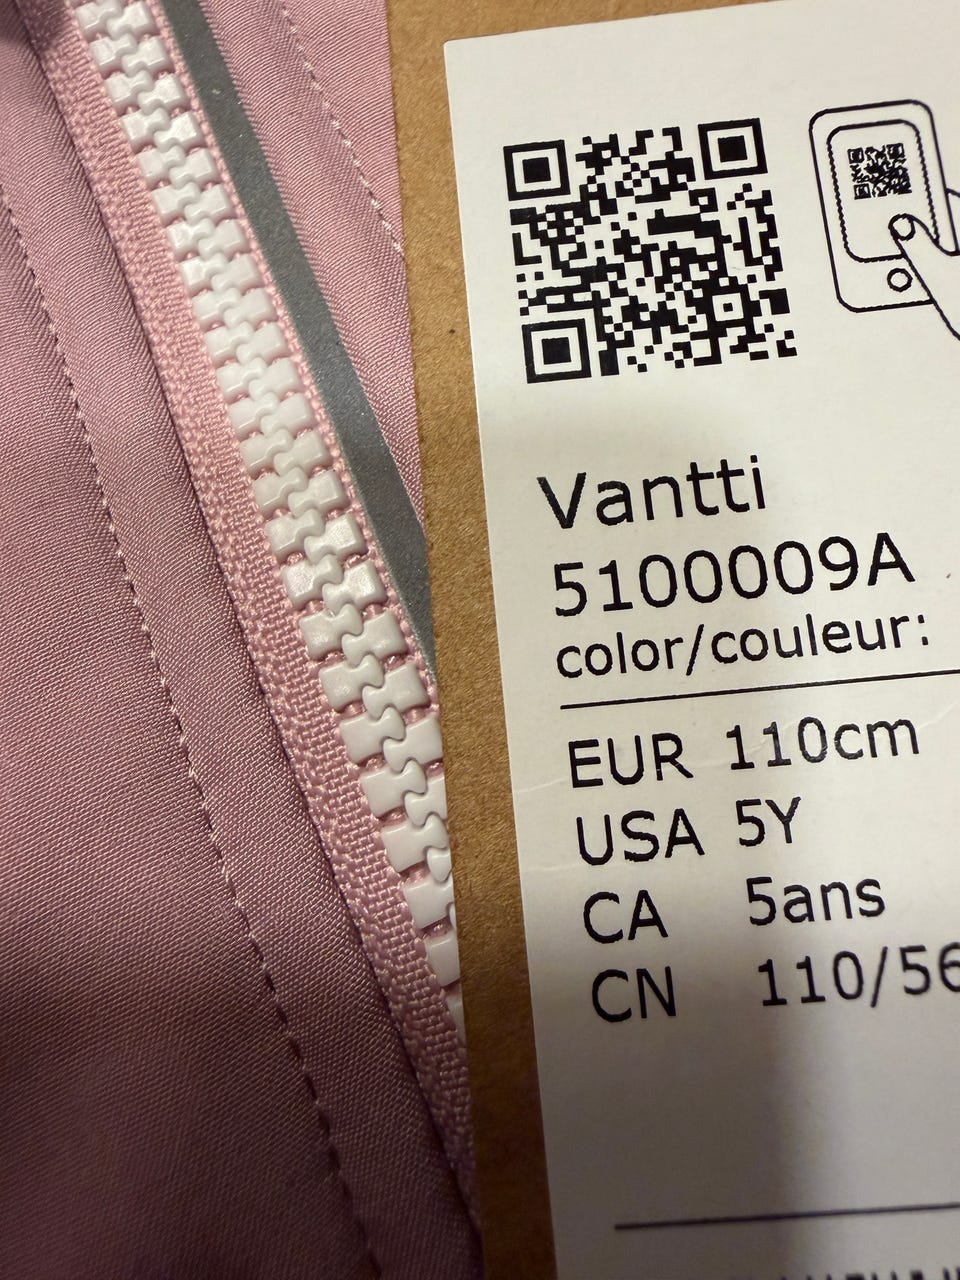 Vantti
5100009A
color/couleur:
EUR 110cm
USA 5Y
CA 5ans
CN 110/56